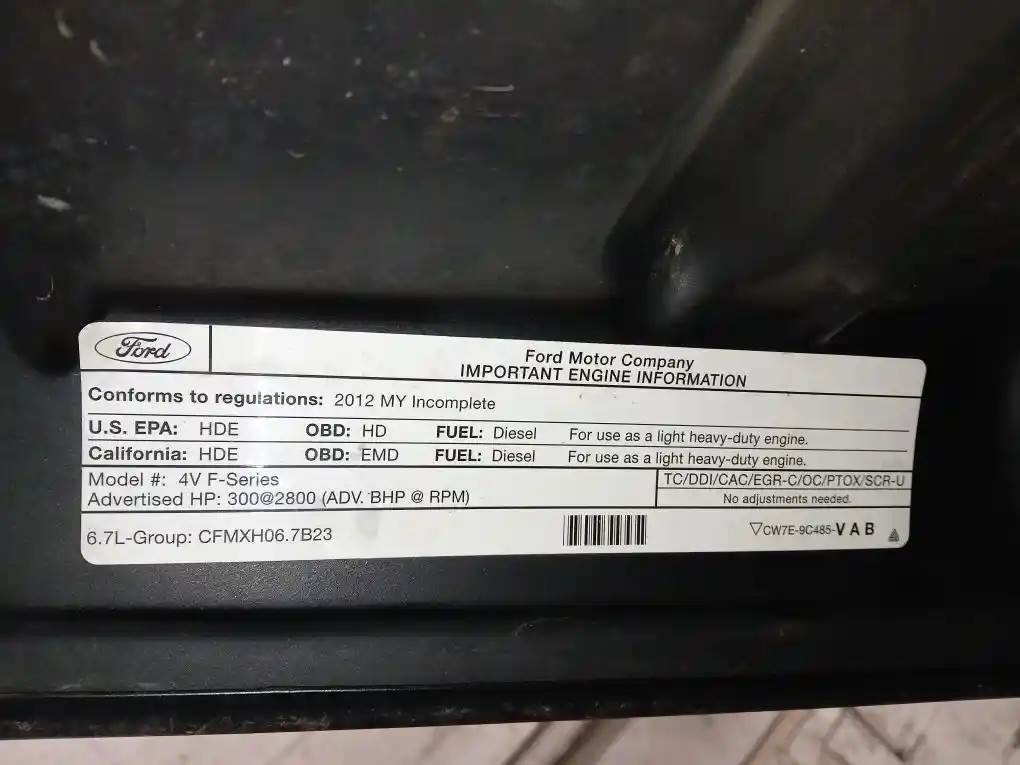 Ford
Ford Motor Company
IMPORTANT ENGINE INFORMATION
Conforms to regulations: 2012 MY Incomplete
U.S. EPA: HDE OBD: HD FUEL: Diesel For use as a light heavy-duty engine.
California: HDE OBD: EMD FUEL: Diesel For use as a light heavy-duty engine.
Model #: 4V F-Series
Advertised HP: 300@2800 (ADV. BHP @ RPM)
TC/DDI/CAC/EGR-C/OC/PTOX/SCR-U
No adjustments needed.
6.7L-Group: CFMXH06.7B23
▽CW7E-9C485-VAB